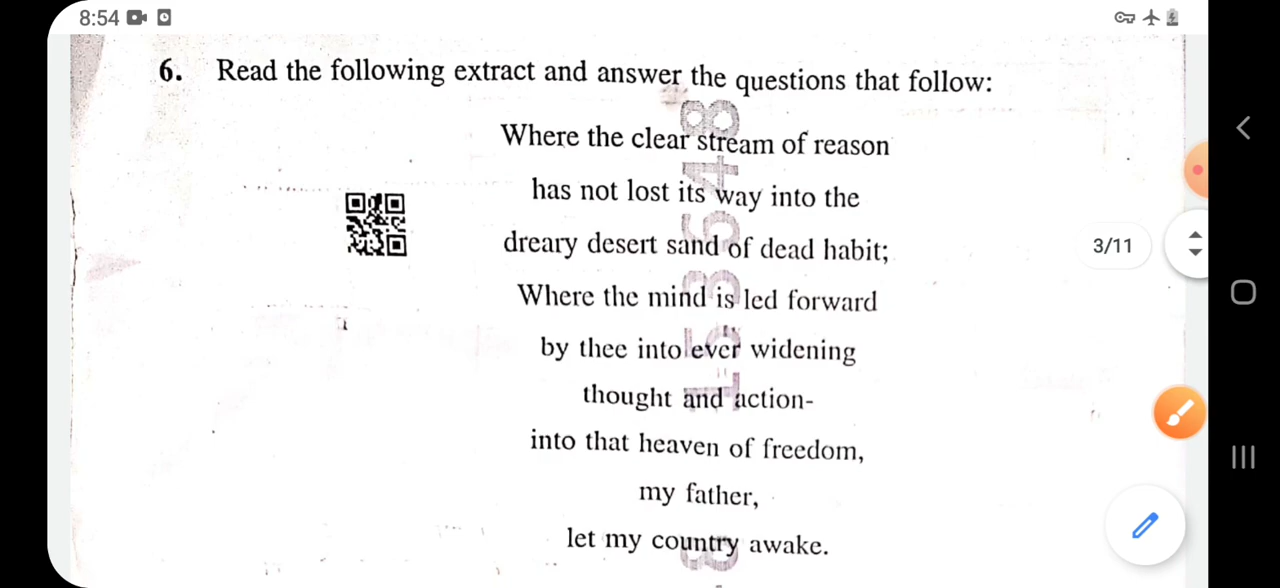 8:54
6. Read the following extract and answer the questions that follow:
Where the clear stream of reason
has not lost its way into the
dreary desert sand of dead habit;
Where the mind is led forward
by thee into ever widening
thought and action-
into that heaven of freedom,
my father,
let my country awake.
3/11